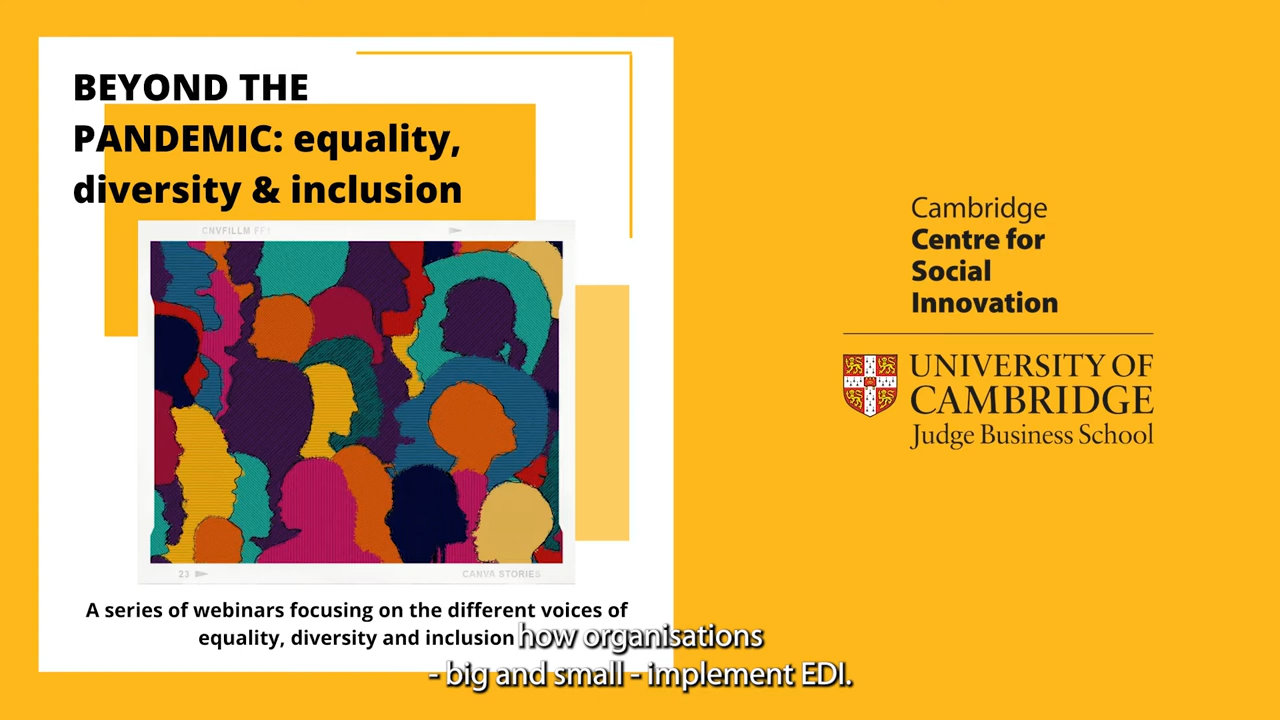 BEYOND THE
PANDEMIC: equality,
diversity & inclusion
CNVFILLM FF1
23
CANVA STORIES
A series of webinars focusing on the different voices of
equality, diversity and inclusion
Cambridge
Centre for
Social
Innovation
UNIVERSITY OF
CAMBRIDGE
Judge Business School
how organisations
- big and small - implement EDI.